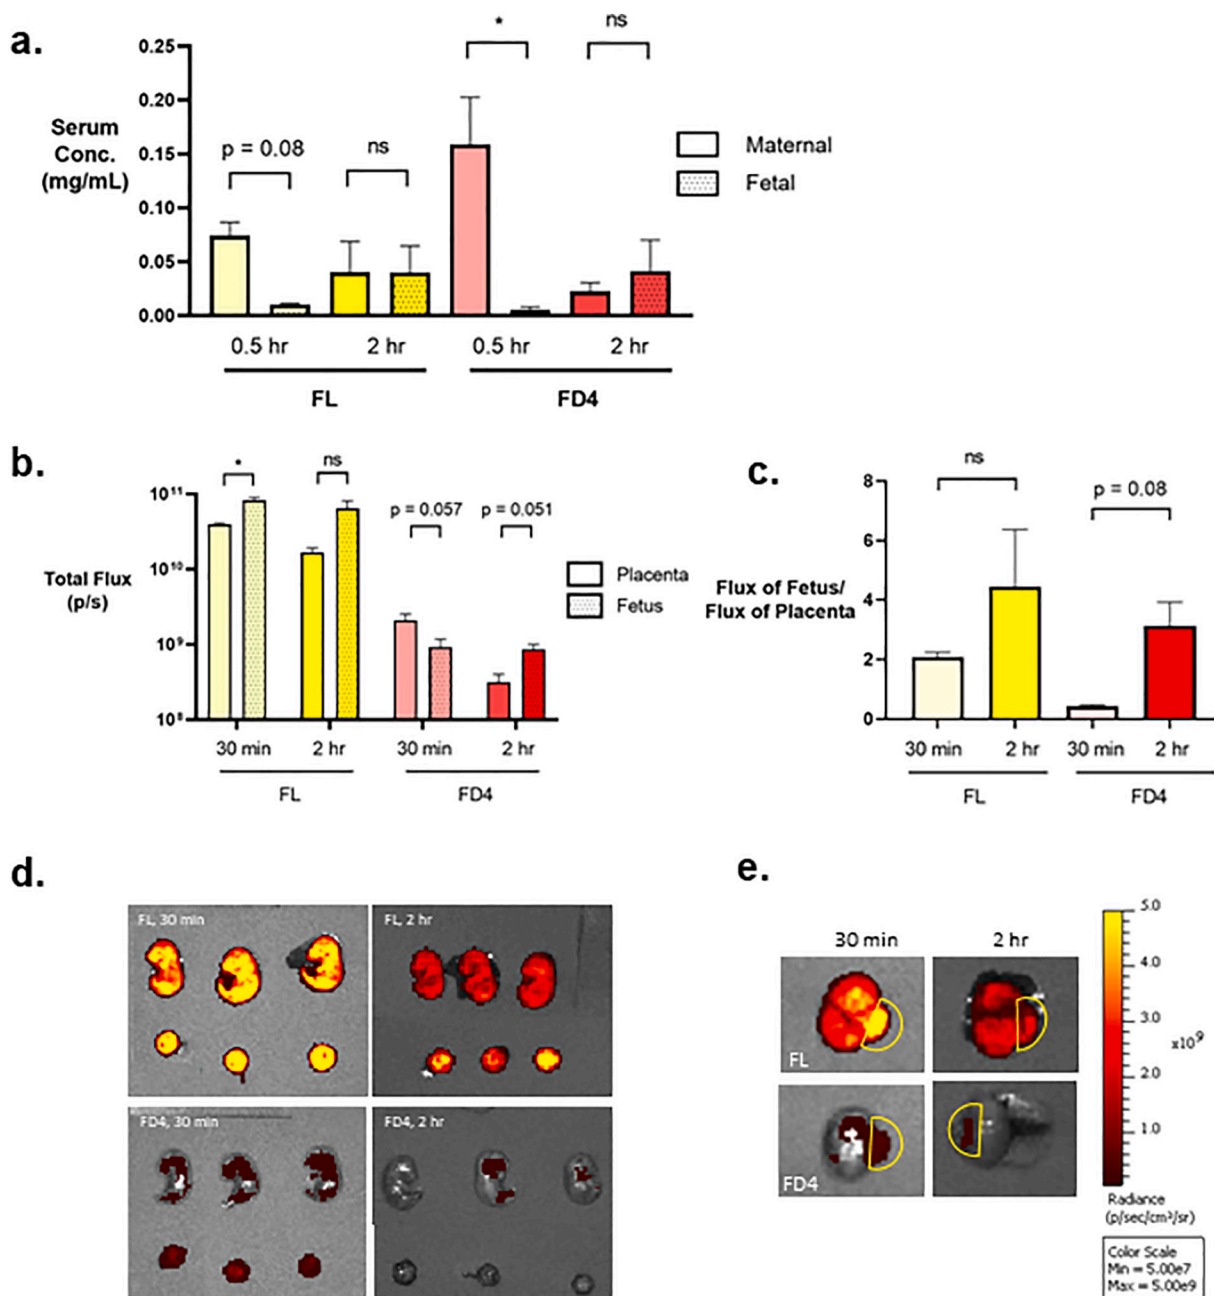 a.
Serum
Conc.
(mg/mL)
0.25
0.20
0.15
0.10
0.05
0.00
p = 0.08
ns
*
ns
Maternal
Fetal
0.5 hr
2 hr
0.5 hr
2 hr
FL
FD4
b.
Total Flux
(p/s)
10¹¹
10¹⁰
10⁹
10⁸
*
ns
p = 0.057
p = 0.051
Placenta
Fetus
30 min
2 hr
30 min
2 hr
FL
FD4
c.
Flux of Fetus/
Flux of Placenta
8
6
4
2
0
ns
p = 0.08
30 min
2 hr
30 min
2 hr
FL
FD4
d.
FL, 30 min
FL, 2 hr
FD4, 30 min
FD4, 2 hr
e.
30 min
2 hr
FL
FD4
5.0
4.0
3.0
2.0
1.0
x10⁹
Radiance
(p/sec/cm²/sr)
Color Scale
Min = 5.00e7
Max = 5.00e9